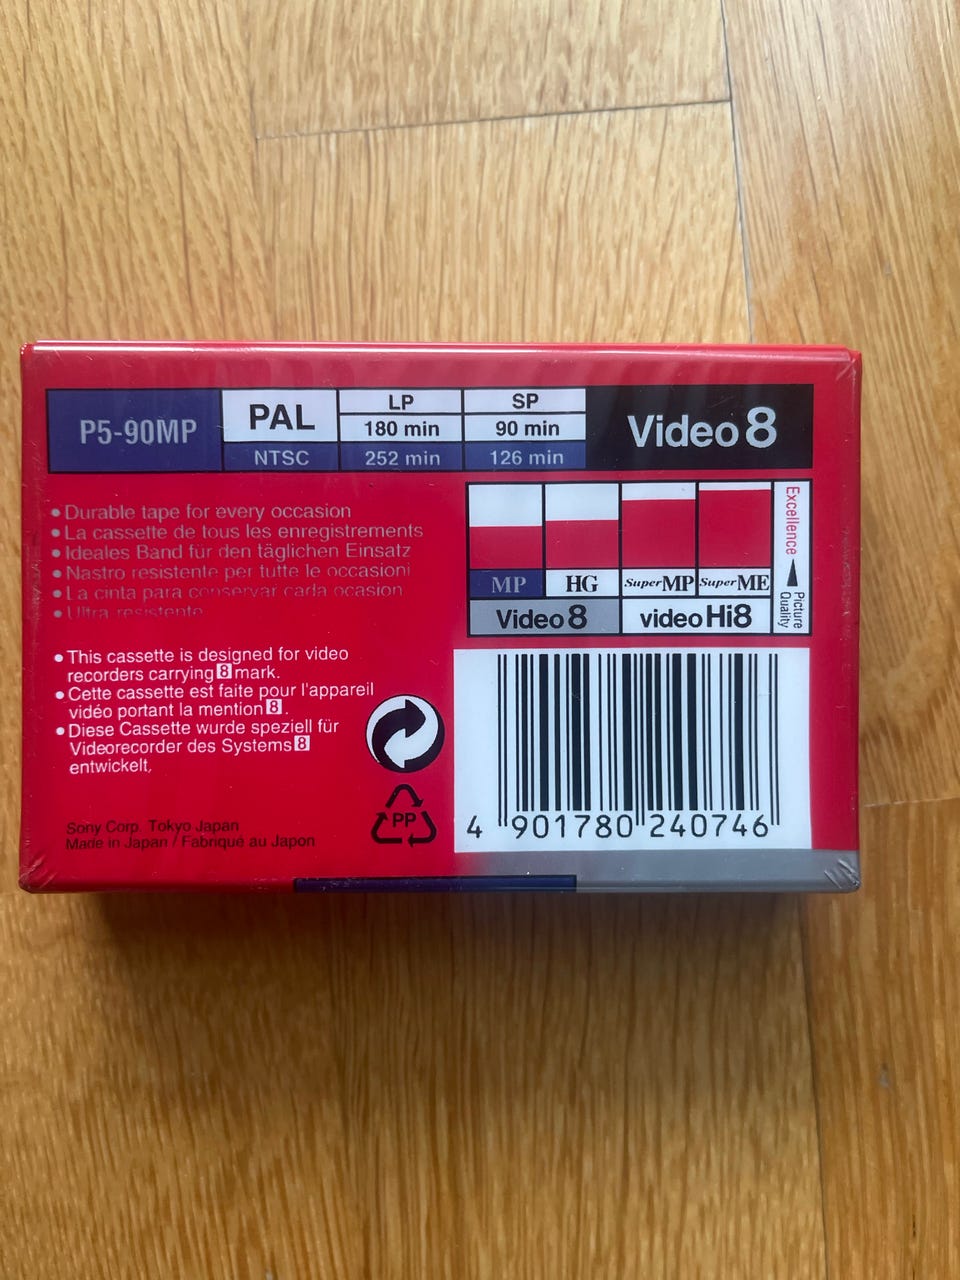 P5-90MP
PAL
LP
SP
180 min
90 min
NTSC
252 min
126 min
Video 8
• Durable tape for every occasion
• La cassette de tous les enregistrements
• Ideales Band für den täglichen Einsatz
• Nastro resistente per tutte le occasioni
• La cinta para conservar cada ocasion
• Ultra-resistente
Excellence
Picture
Quality
MP
HG
Super MP
Super ME
Video 8
video Hi8
• This cassette is designed for video
recorders carrying 8 mark.
• Cette cassette est faite pour l'appareil
vidéo portant la mention 8.
• Diese Cassette wurde speziell für
Videorecorder des Systems 8
entwickelt,
PP
Sony Corp. Tokyo Japan
Made in Japan / Fabriqué au Japon
4 901780 240746